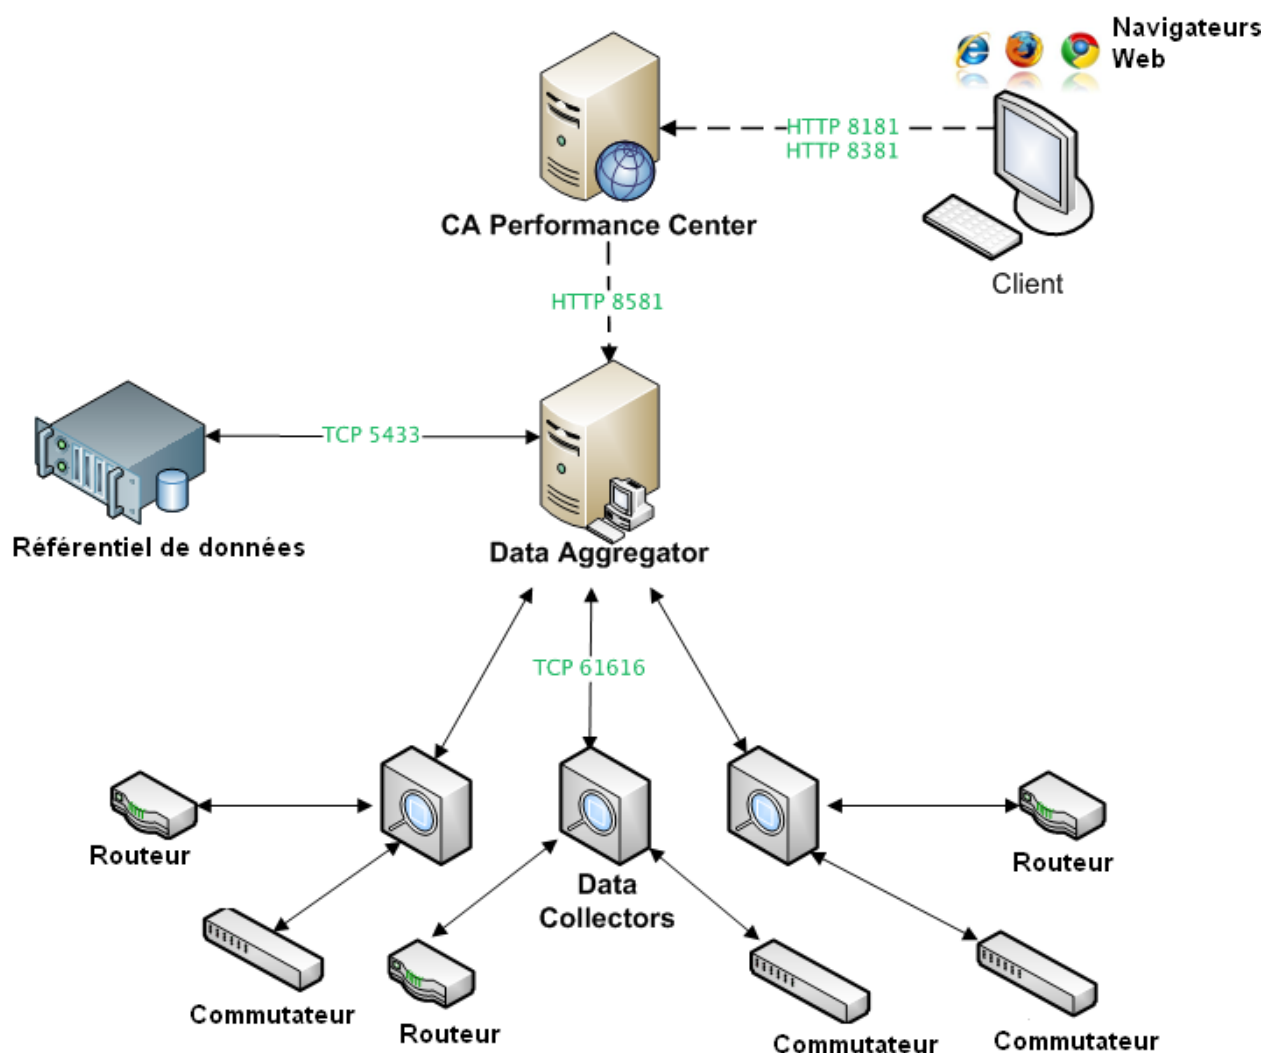 Navigateurs
Web
HTTP 8181
HTTP 8381
CA Performance Center
Client
HTTP 8581
TCP 5433
Référentiel de données
Data Aggregator
TCP 61616
Routeur
Data
Collectors
Routeur
Commutateur
Routeur
Commutateur
Commutateur